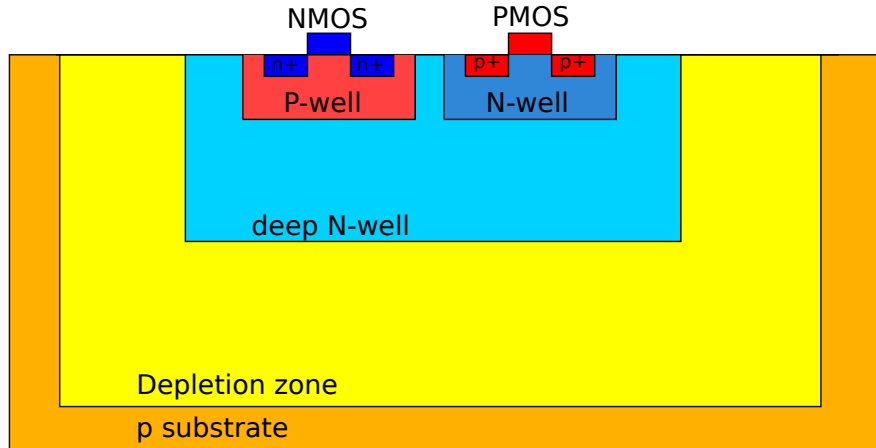 NMOS
PMOS
n+
n+
p+
p+
P-well
N-well
deep N-well
Depletion zone
p substrate